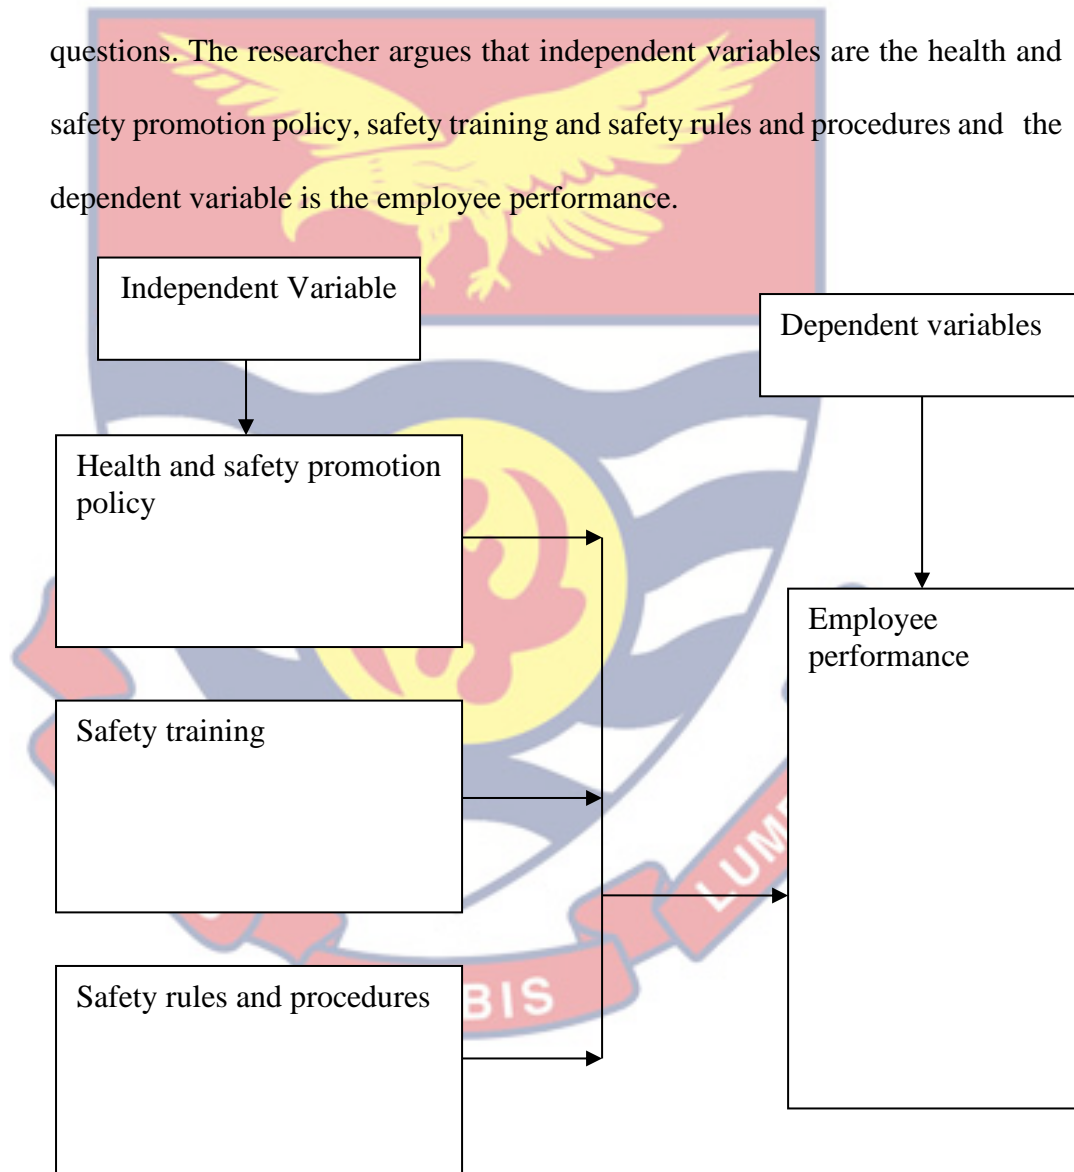 questions. The researcher argues that independent variables are the health and
safety promotion policy, safety training and safety rules and procedures and the
dependent variable is the employee performance.
Independent Variable
Dependent variables
Health and safety promotion
policy
Employee
performance
Safety training
Safety rules and procedures
LUM
BIS